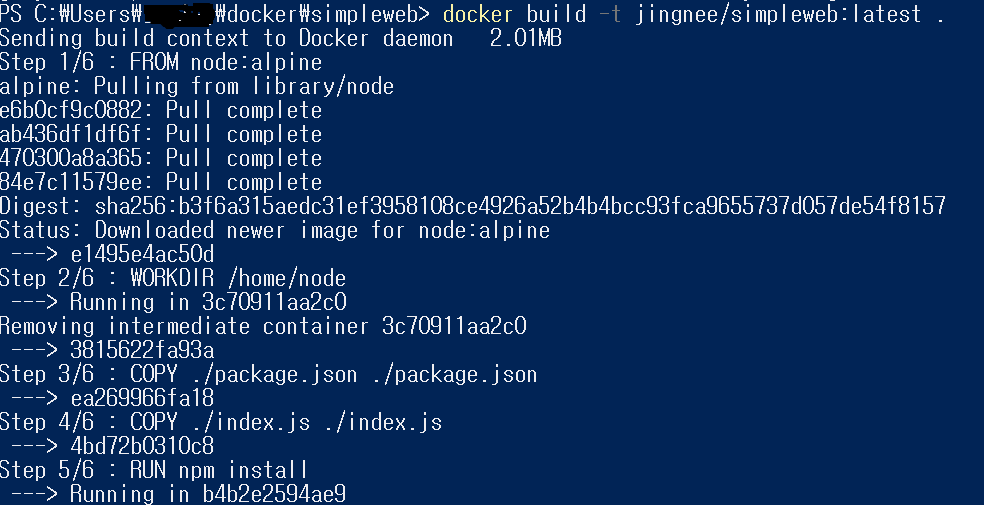 PS C:₩Users₩ ₩docker₩simpleweb> docker build -t jingnee/simpleweb:latest .
Sending build context to Docker daemon   2.01MB
Step 1/6 : FROM node:alpine
alpine: Pulling from library/node
e6b0cf9c0882: Pull complete
ab436df1df6f: Pull complete
470300a8a365: Pull complete
84e7c11579ee: Pull complete
Digest: sha256:b3f6a315aedc31ef3958108ce4926a52b4b4bcc93fca9655737d057de54f8157
Status: Downloaded newer image for node:alpine
 ---> e1495e4ac50d
Step 2/6 : WORKDIR /home/node
 ---> Running in 3c70911aa2c0
Removing intermediate container 3c70911aa2c0
 ---> 3815622fa93a
Step 3/6 : COPY ./package.json ./package.json
 ---> ea269966fa18
Step 4/6 : COPY ./index.js ./index.js
 ---> 4bd72b0310c8
Step 5/6 : RUN npm install
 ---> Running in b4b2e2594ae9